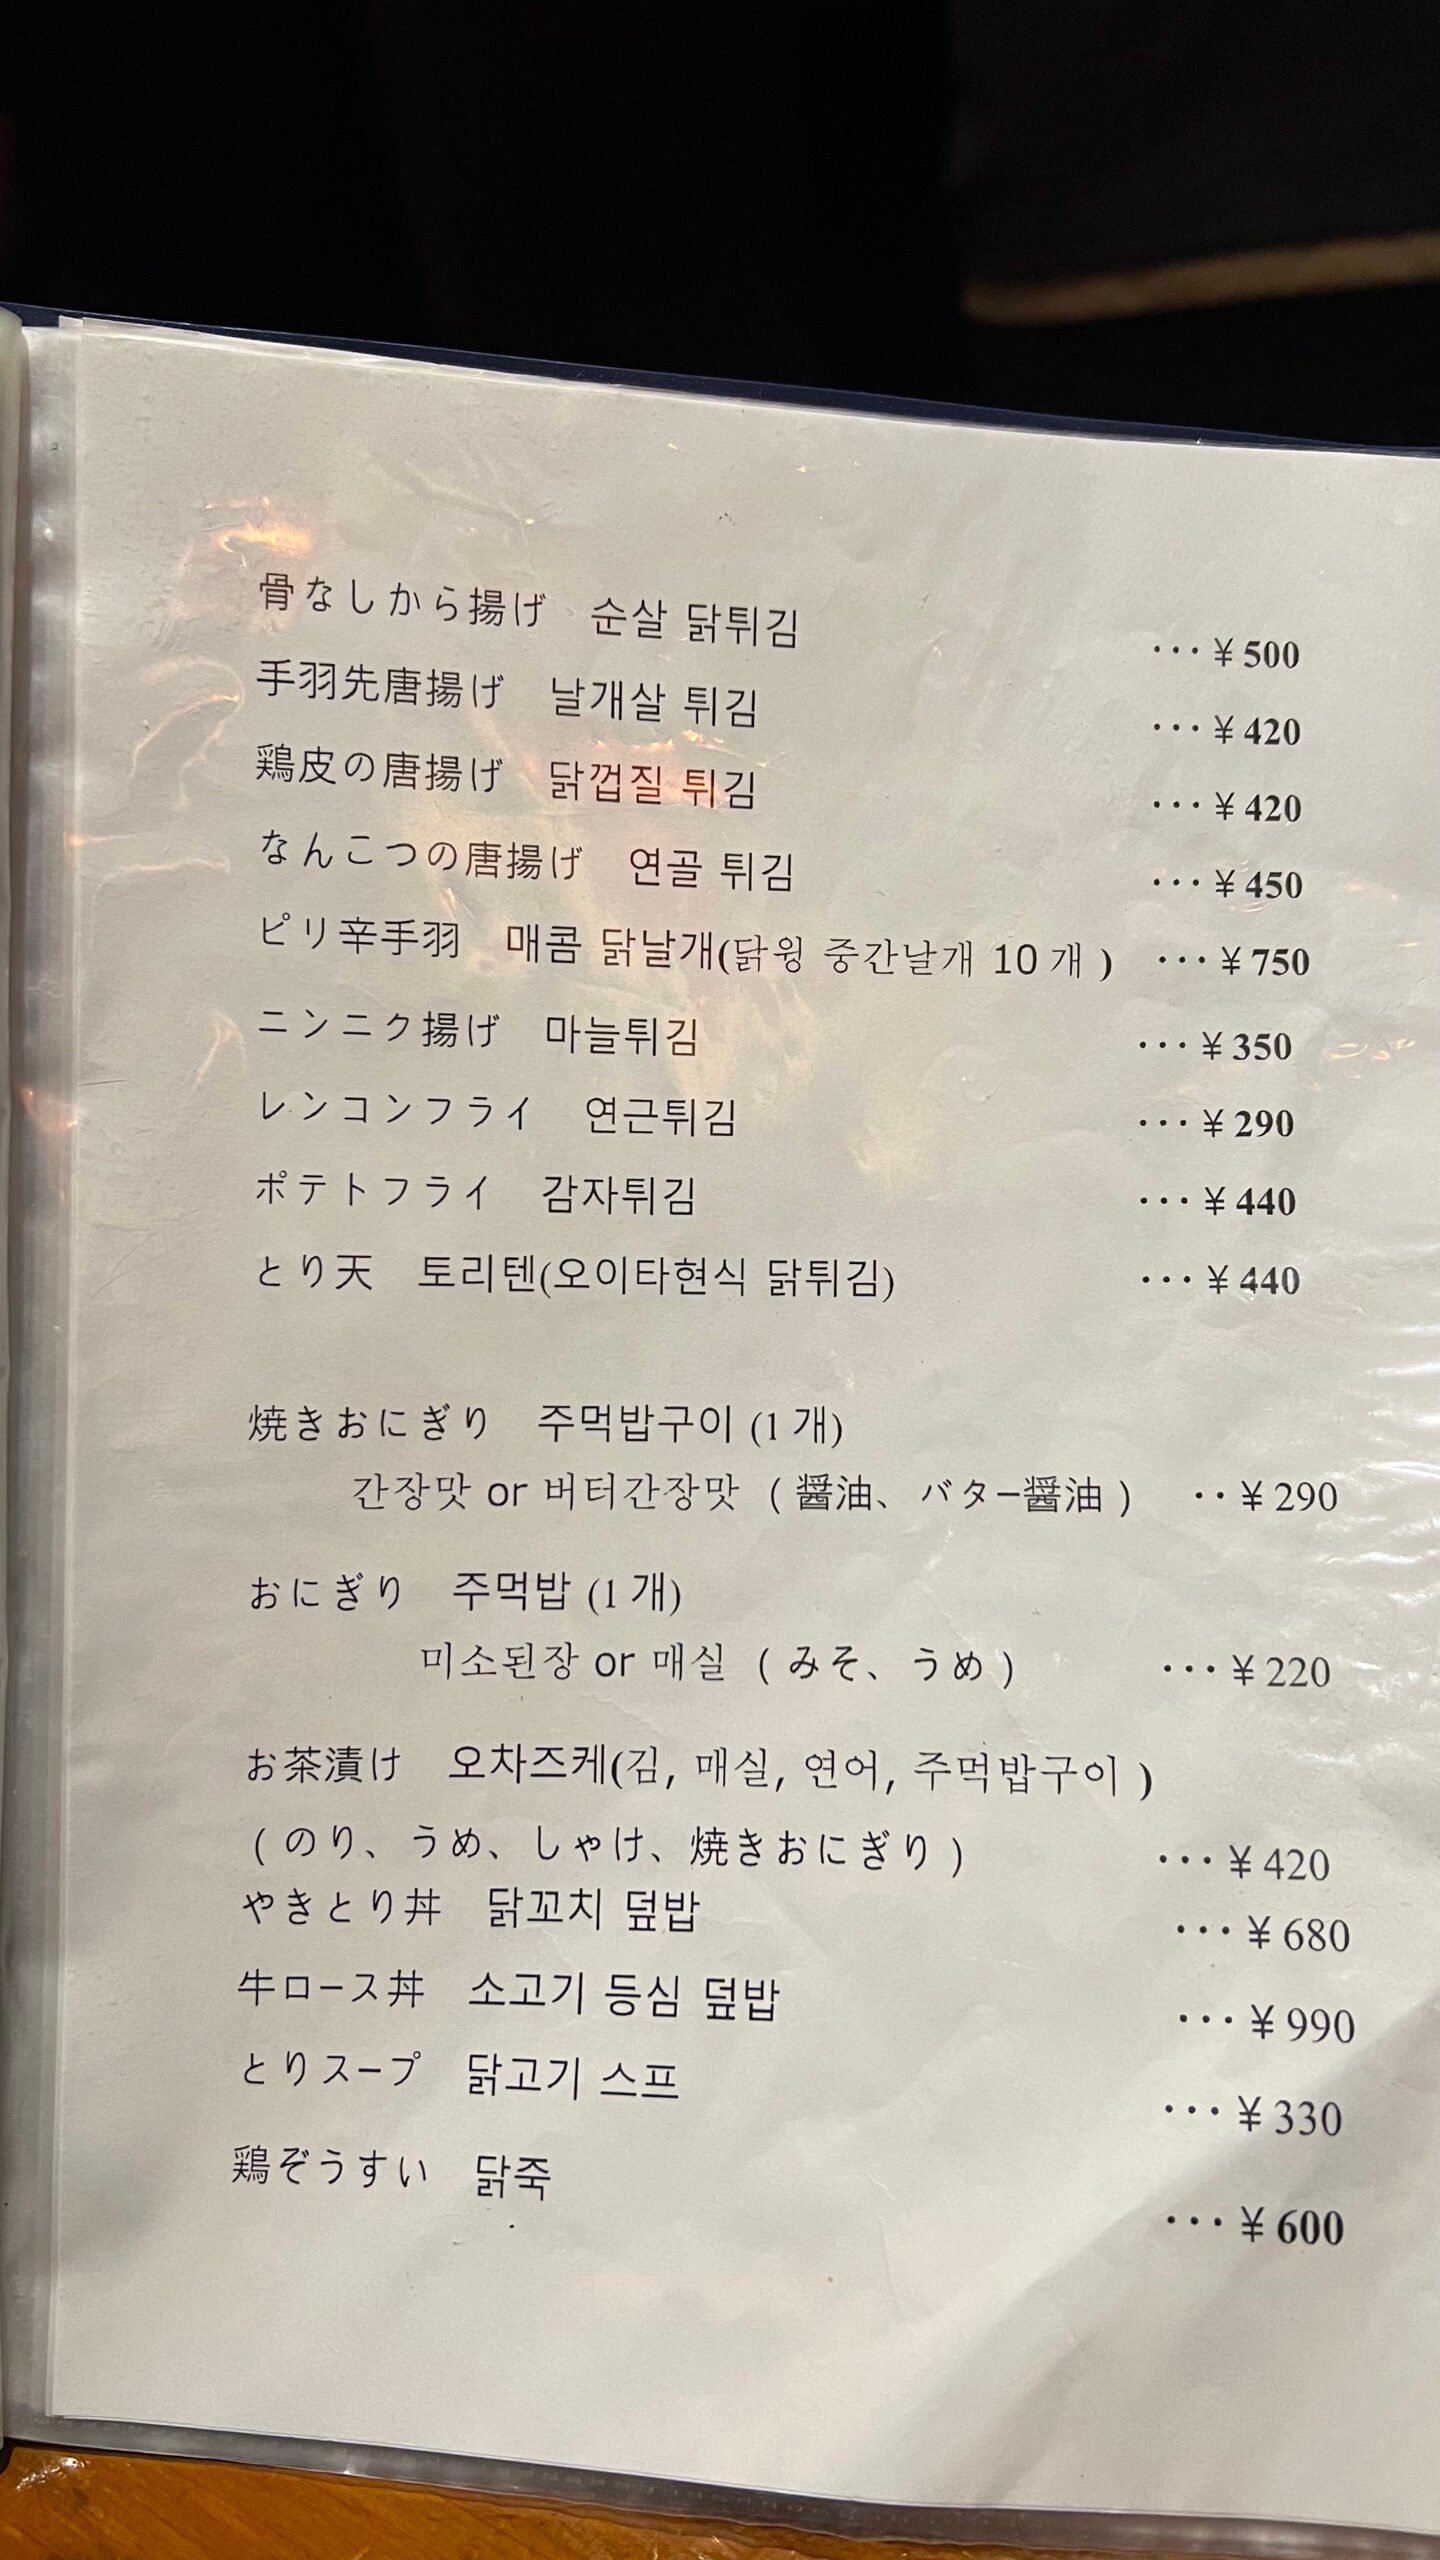 骨なしから揚げ 순살 닭튀김 ･･･¥500
手羽先唐揚げ 날개살 튀김 ･･･¥420
鶏皮の唐揚げ 닭껍질 튀김 ･･･¥420
なんこつの唐揚げ 연골 튀김 ･･･¥450
ピリ辛手羽 매콤 닭날개(닭윙 중간날개 10개) ･･･¥750
ニンニク揚げ 마늘튀김 ･･･¥350
レンコンフライ 연근튀김 ･･･¥290
ポテトフライ 감자튀김 ･･･¥440
とり天 토리텐(오이타현식 닭튀김) ･･･¥440
焼きおにぎり 주먹밥구이 (1개)
간장맛 or 버터간장맛 (醤油、バター醤油) ･･¥290
おにぎり 주먹밥 (1개)
미소된장 or 매실 (みそ、うめ) ･･･¥220
お茶漬け 오차즈케(김, 매실, 연어, 주먹밥구이)
(のり、うめ、しゃけ、焼きおにぎり) ･･･¥420
やきとり丼 닭꼬치 덮밥 ･･･¥680
牛ロース丼 소고기 등심 덮밥 ･･･¥990
とりスープ 닭고기 스프 ･･･¥330
鶏ぞうすい 닭죽 ･･･¥600